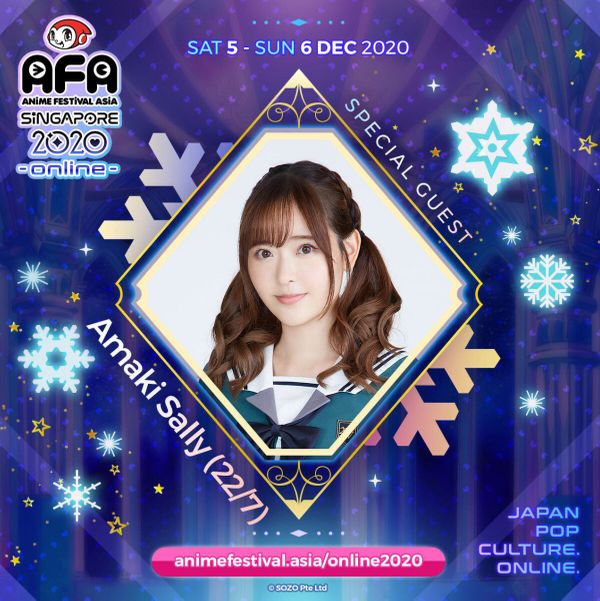 SAT 5 - SUN 6 DEC 2020
AFA
ANIME FESTIVAL ASIA
SINGAPORE
2020
-online-
SPECIAL GUEST
Amaki Sally (22/7)
JAPAN
POP
CULTURE.
ONLINE.
animefestival.asia/online2020
© SOZO Pte Ltd